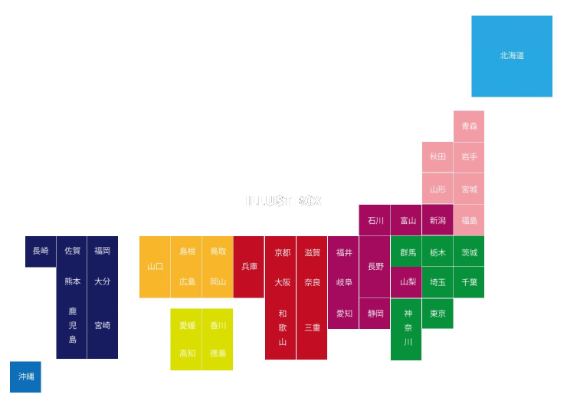 北海道
青森
秋田 岩手
山形 宮城
ILLUST BOX
石川 富山 新潟 福島
長崎 佐賀 福岡 山口 島根 鳥取 兵庫 京都 滋賀 福井 長野 群馬 栃木 茨城
熊本 大分 広島 岡山 大阪 奈良 岐阜 山梨 埼玉 千葉
鹿児島 宮崎 愛媛 香川 和歌山 三重 愛知 静岡 神奈川 東京
高知 徳島
沖縄